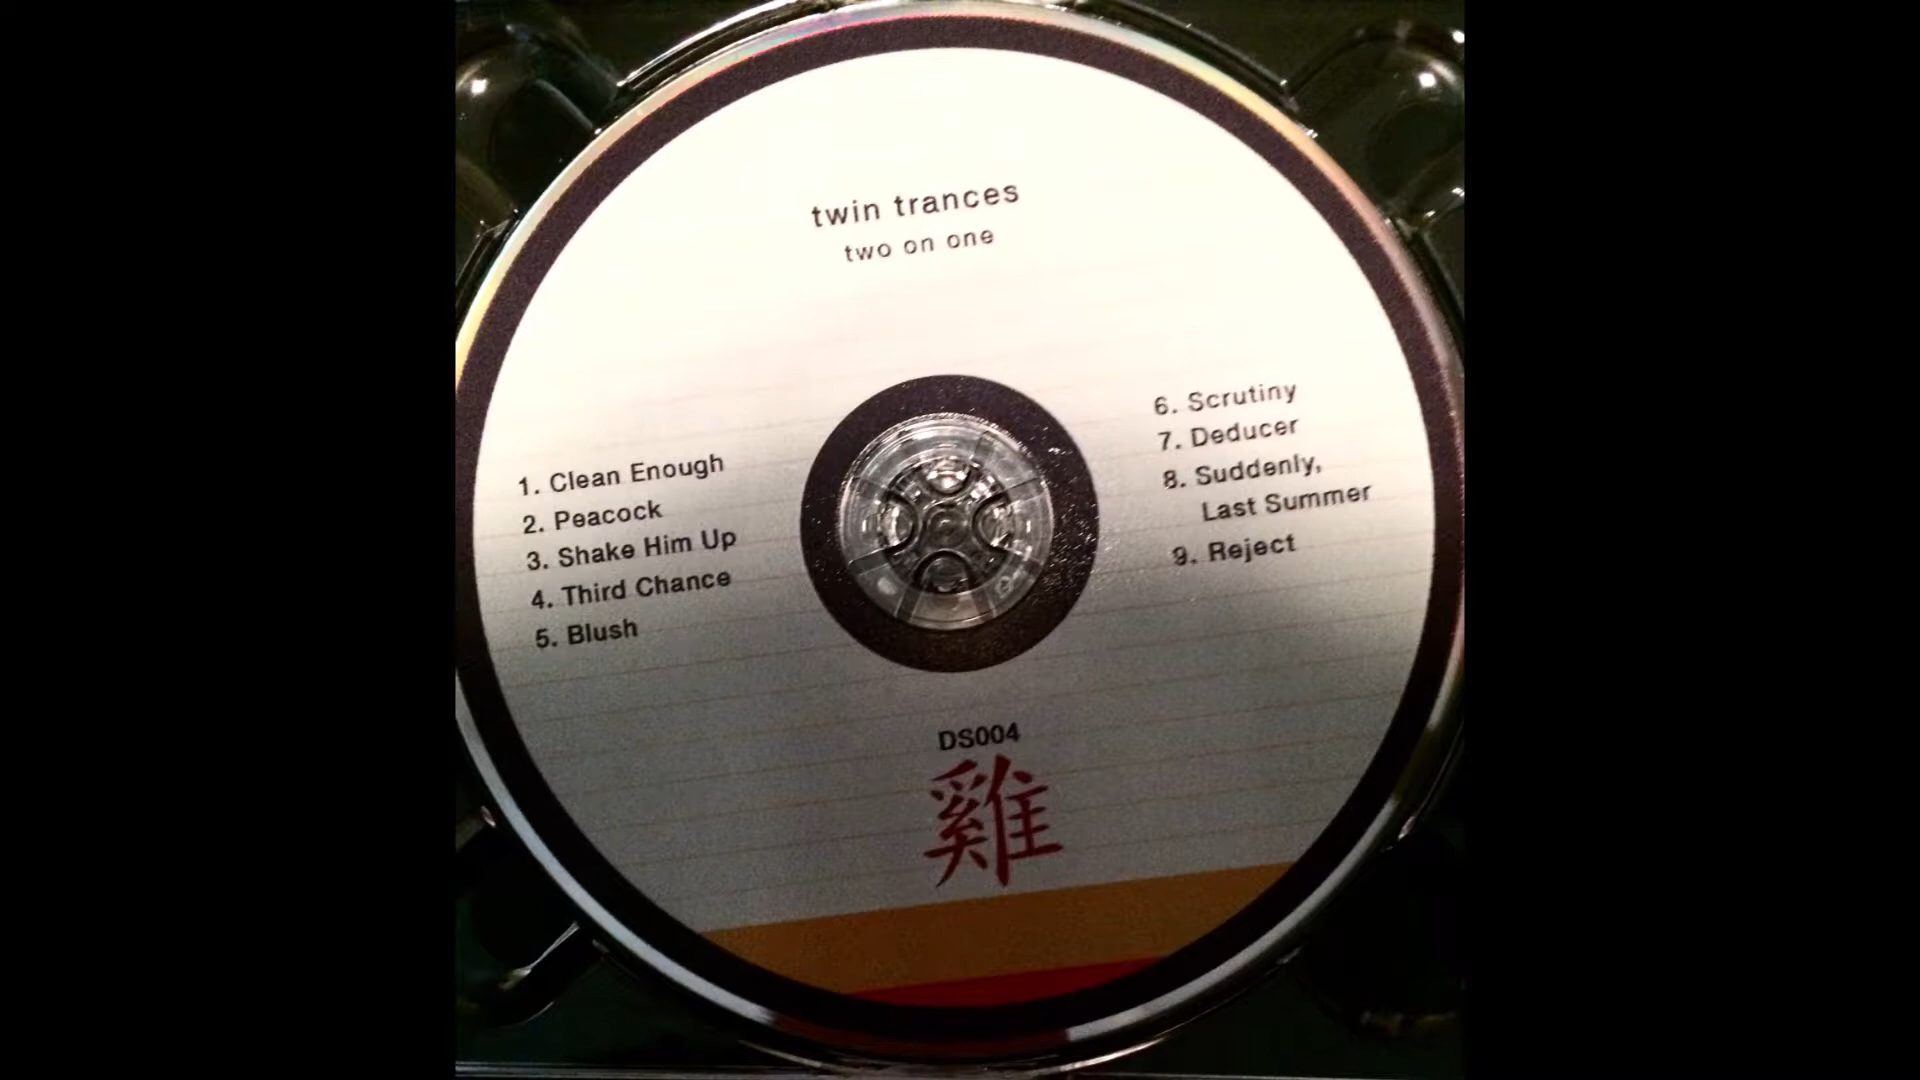 twin trances
two on one
1. Clean Enough
2. Peacock
3. Shake Him Up
4. Third Chance
5. Blush
6. Scrutiny
7. Deducer
8. Suddenly,
Last Summer
9. Reject
DS004
雞